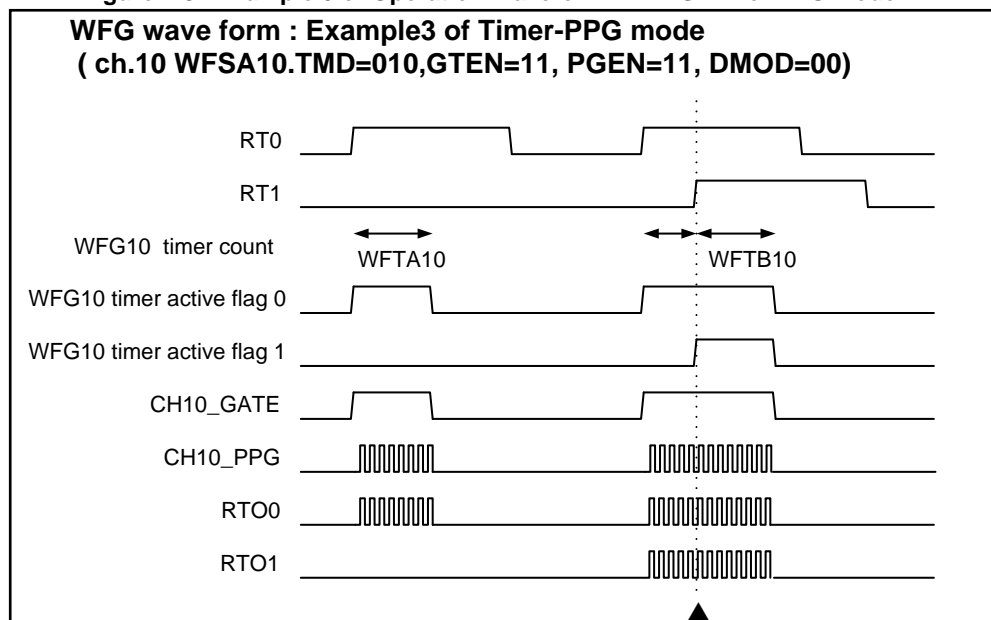 WFG wave form : Example3 of Timer-PPG mode
( ch.10 WFSA10.TMD=010,GTEN=11, PGEN=11, DMOD=00)
RT0
RT1
WFG10 timer count
WFTA10
WFTB10
WFG10 timer active flag 0
WFG10 timer active flag 1
CH10_GATE
CH10_PPG
RTO0
RTO1